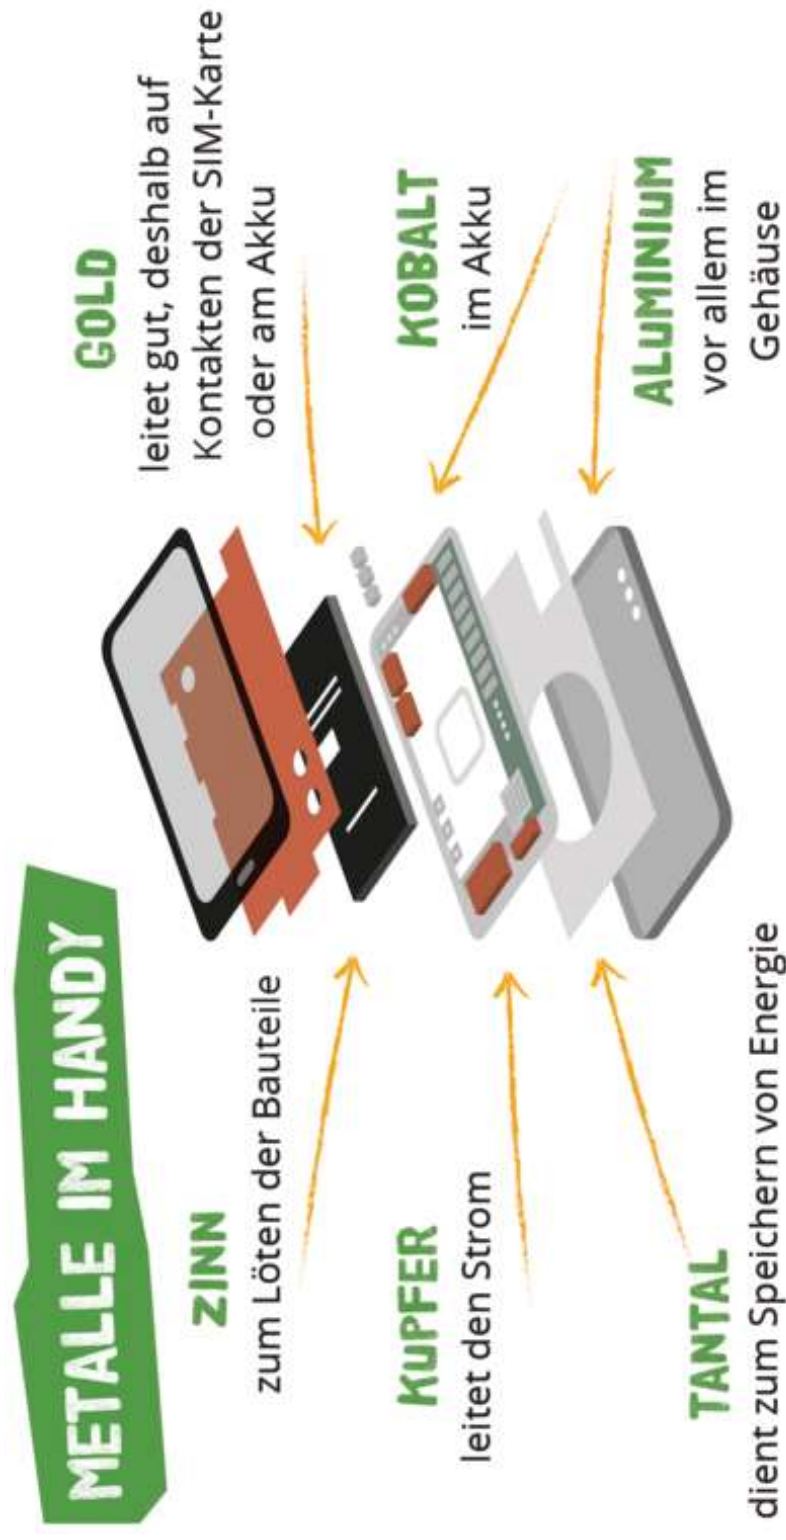 METALLE IM HANDY
ZINN
zum Löten der Bauteile
KUPFER
leitet den Strom
TANTAL
dient zum Speichern von Energie
GOLD
leitet gut, deshalb auf
Kontakten der SIM-Karte
oder am Akku
KOBALT
im Akku
ALUMINIUM
vor allem im
Gehäuse